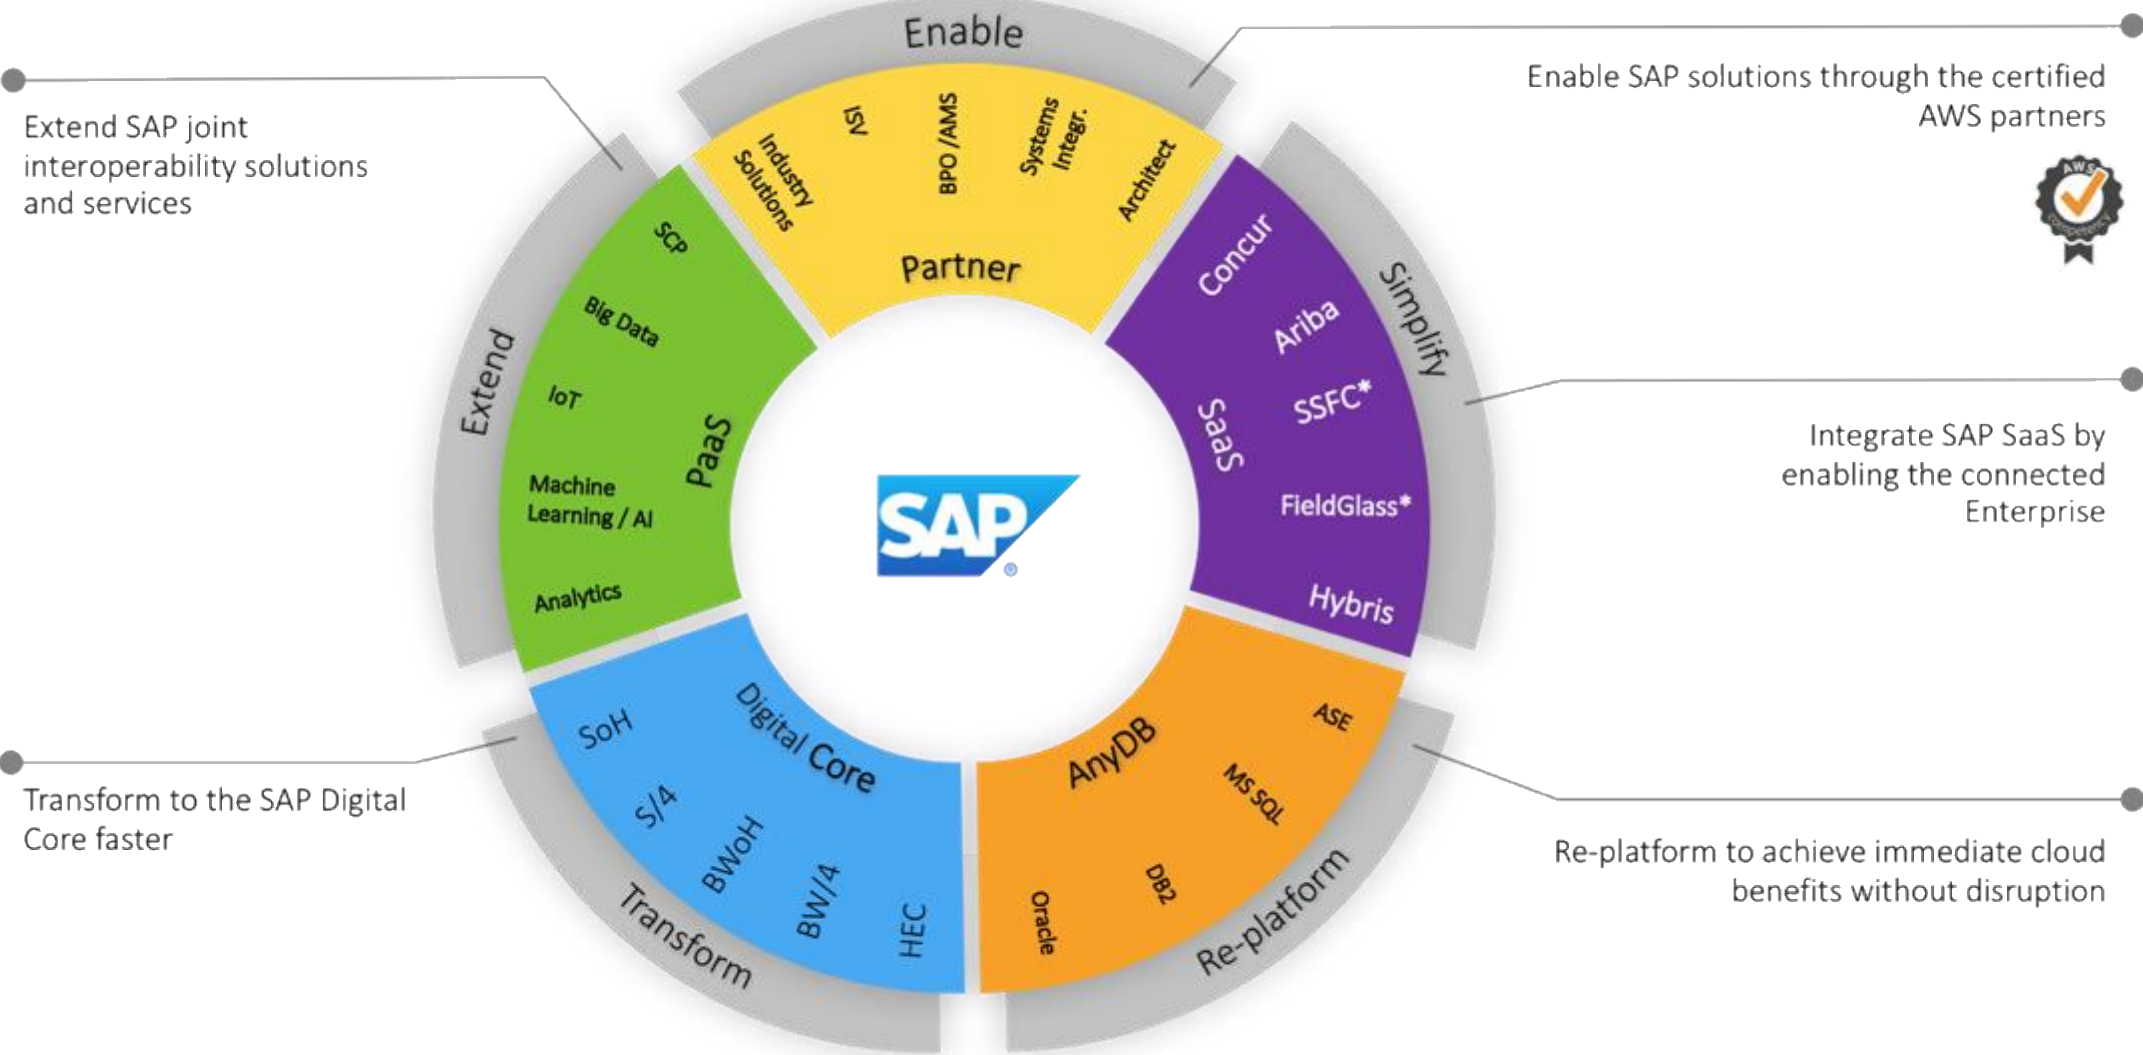 Enable
Enable SAP solutions through the certified
AWS partners
AWS
Competency
Extend SAP joint
interoperability solutions
and services
Industry
Solutions
ISV
BPO /AMS
Systems
Integr.
Architect
Partner
Simplify
Concur
Ariba
SSFC*
FieldGlass*
Hybris
SaaS
Integrate SAP SaaS by
enabling the connected
Enterprise
Extend
SCP
Big Data
IoT
Machine
Learning / AI
Analytics
PaaS
SAP
®
Transform to the SAP Digital
Core faster
Transform
SoH
S/4
BWoH
BW/4
HEC
Digital Core
AnyDB
ASE
MS SQL
DB2
Oracle
Re-platform
Re-platform to achieve immediate cloud
benefits without disruption